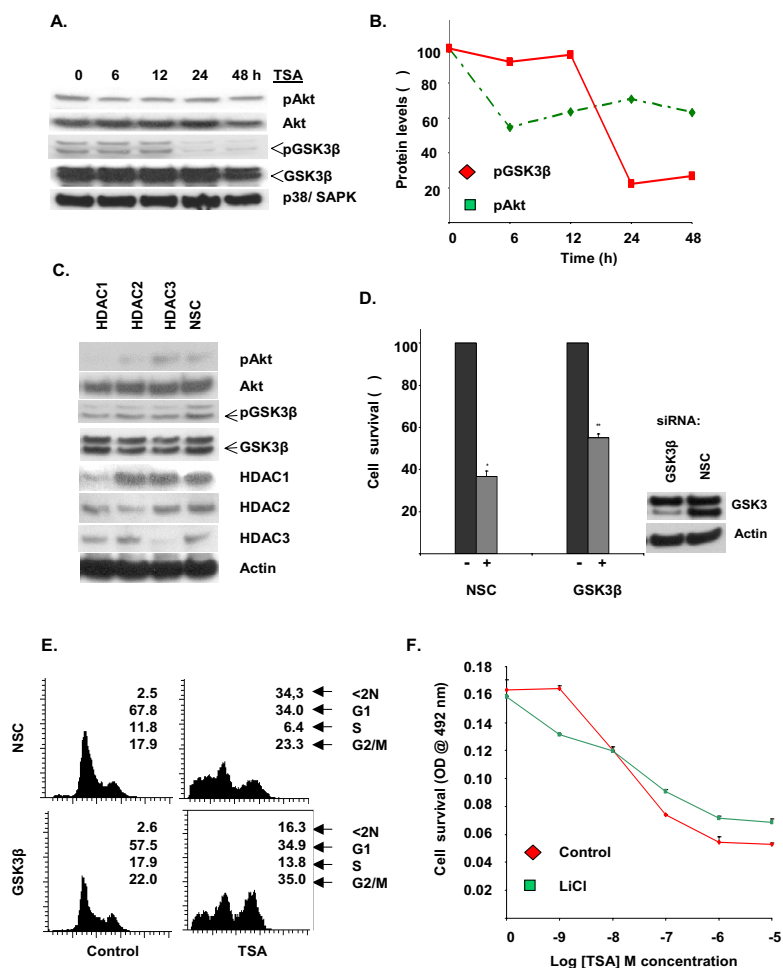 A.
0 6 12 24 48 h TSA
pAkt
Akt
pGSK3β
GSK3β
p38/ SAPK
B.
Protein levels ( )
100
80
60
40
20
pGSK3β
pAkt
0 6 12 24 48
Time (h)
C.
HDAC1 HDAC2 HDAC3 NSC
pAkt
Akt
pGSK3β
GSK3β
HDAC1
HDAC2
HDAC3
Actin
D.
Cell survival ( )
100
80
60
40
20
* **
- + - +
NSC GSK3β
siRNA:
GSK3β NSC
GSK3
Actin
E.
NSC
2.5
67.8
11.8
17.9
34,3 <2N
34.0 G1
6.4 S
23.3 G2/M
GSK3β
2.6
57.5
17.9
22.0
16.3 <2N
34.9 G1
13.8 S
35.0 G2/M
Control TSA
F.
Cell survival (OD @ 492 nm)
0.18
0.16
0.14
0.12
0.10
0.08
0.06
0.04
0.02
Control
LiCl
0 -9 -8 -7 -6 -5
Log [TSA] M concentration